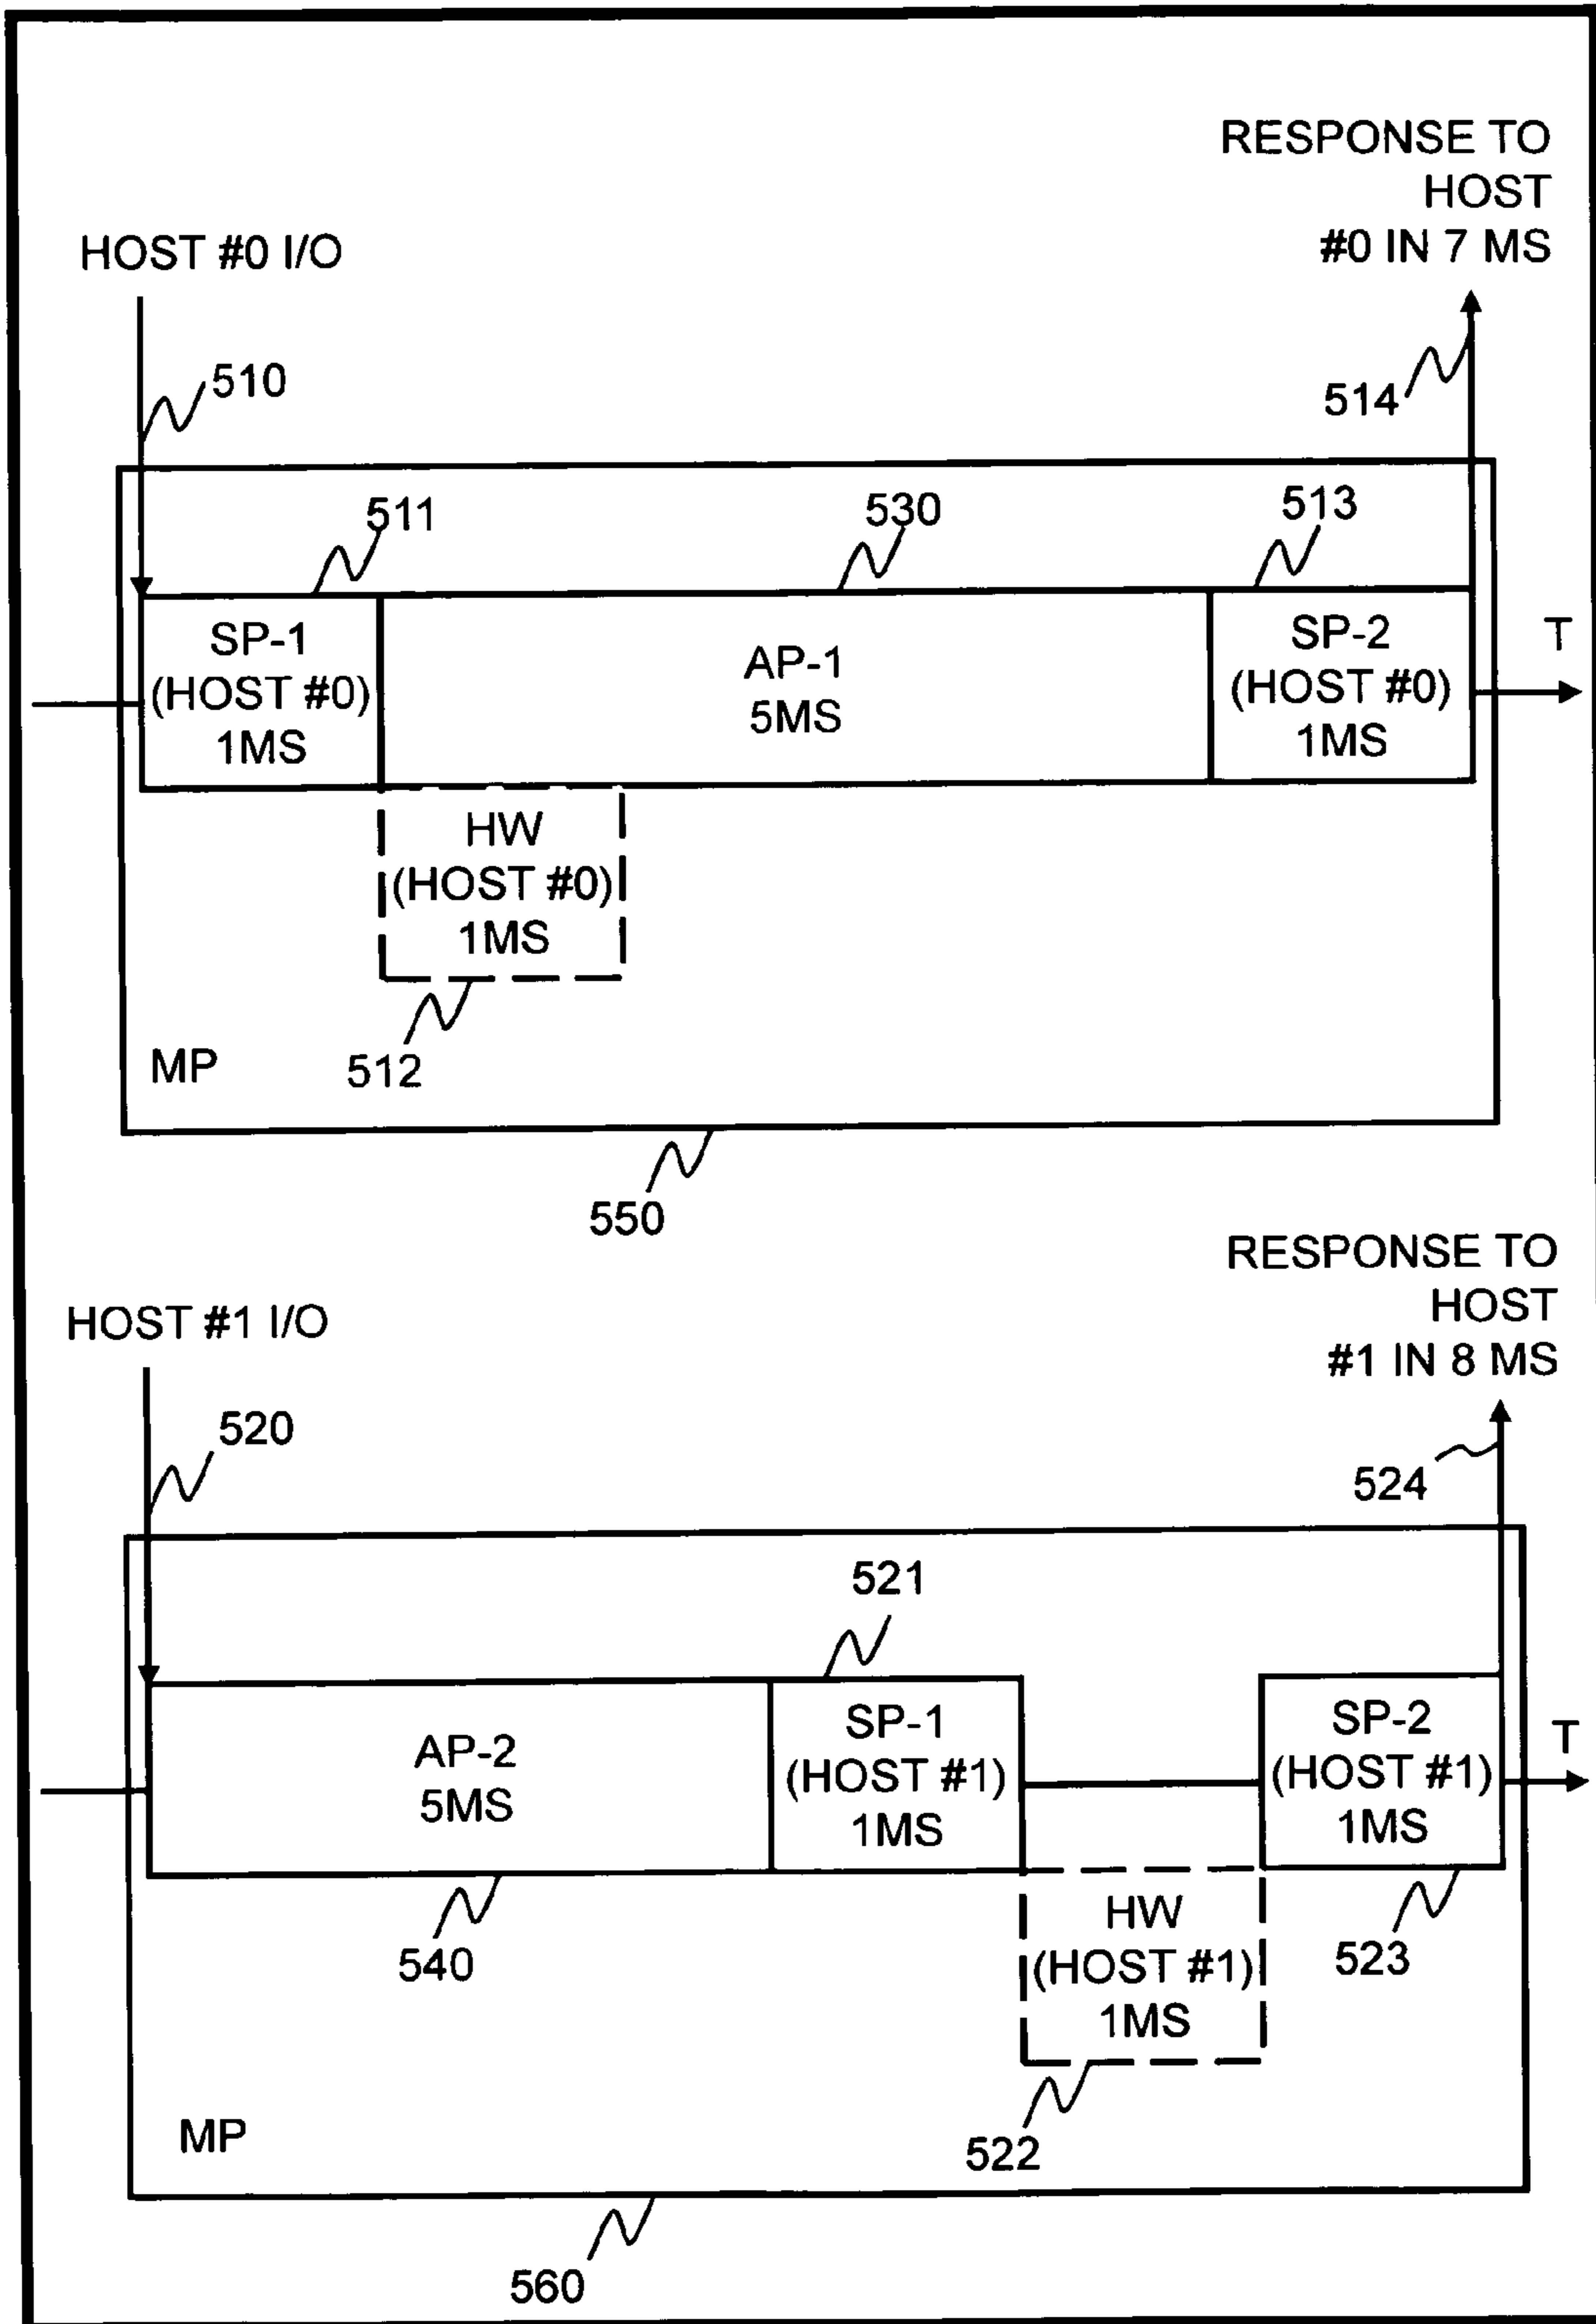 RESPONSE TO
HOST
#0 IN 7 MS
HOST #0 I/O
510
514
511
530
513
SP-1
(HOST #0)
1MS
AP-1
5MS
SP-2
(HOST #0)
1MS
T
HW
(HOST #0)
1MS
MP
512
550
RESPONSE TO
HOST
#1 IN 8 MS
HOST #1 I/O
520
524
521
AP-2
5MS
SP-1
(HOST #1)
1MS
SP-2
(HOST #1)
1MS
T
540
HW
(HOST #1)
1MS
523
MP
522
560